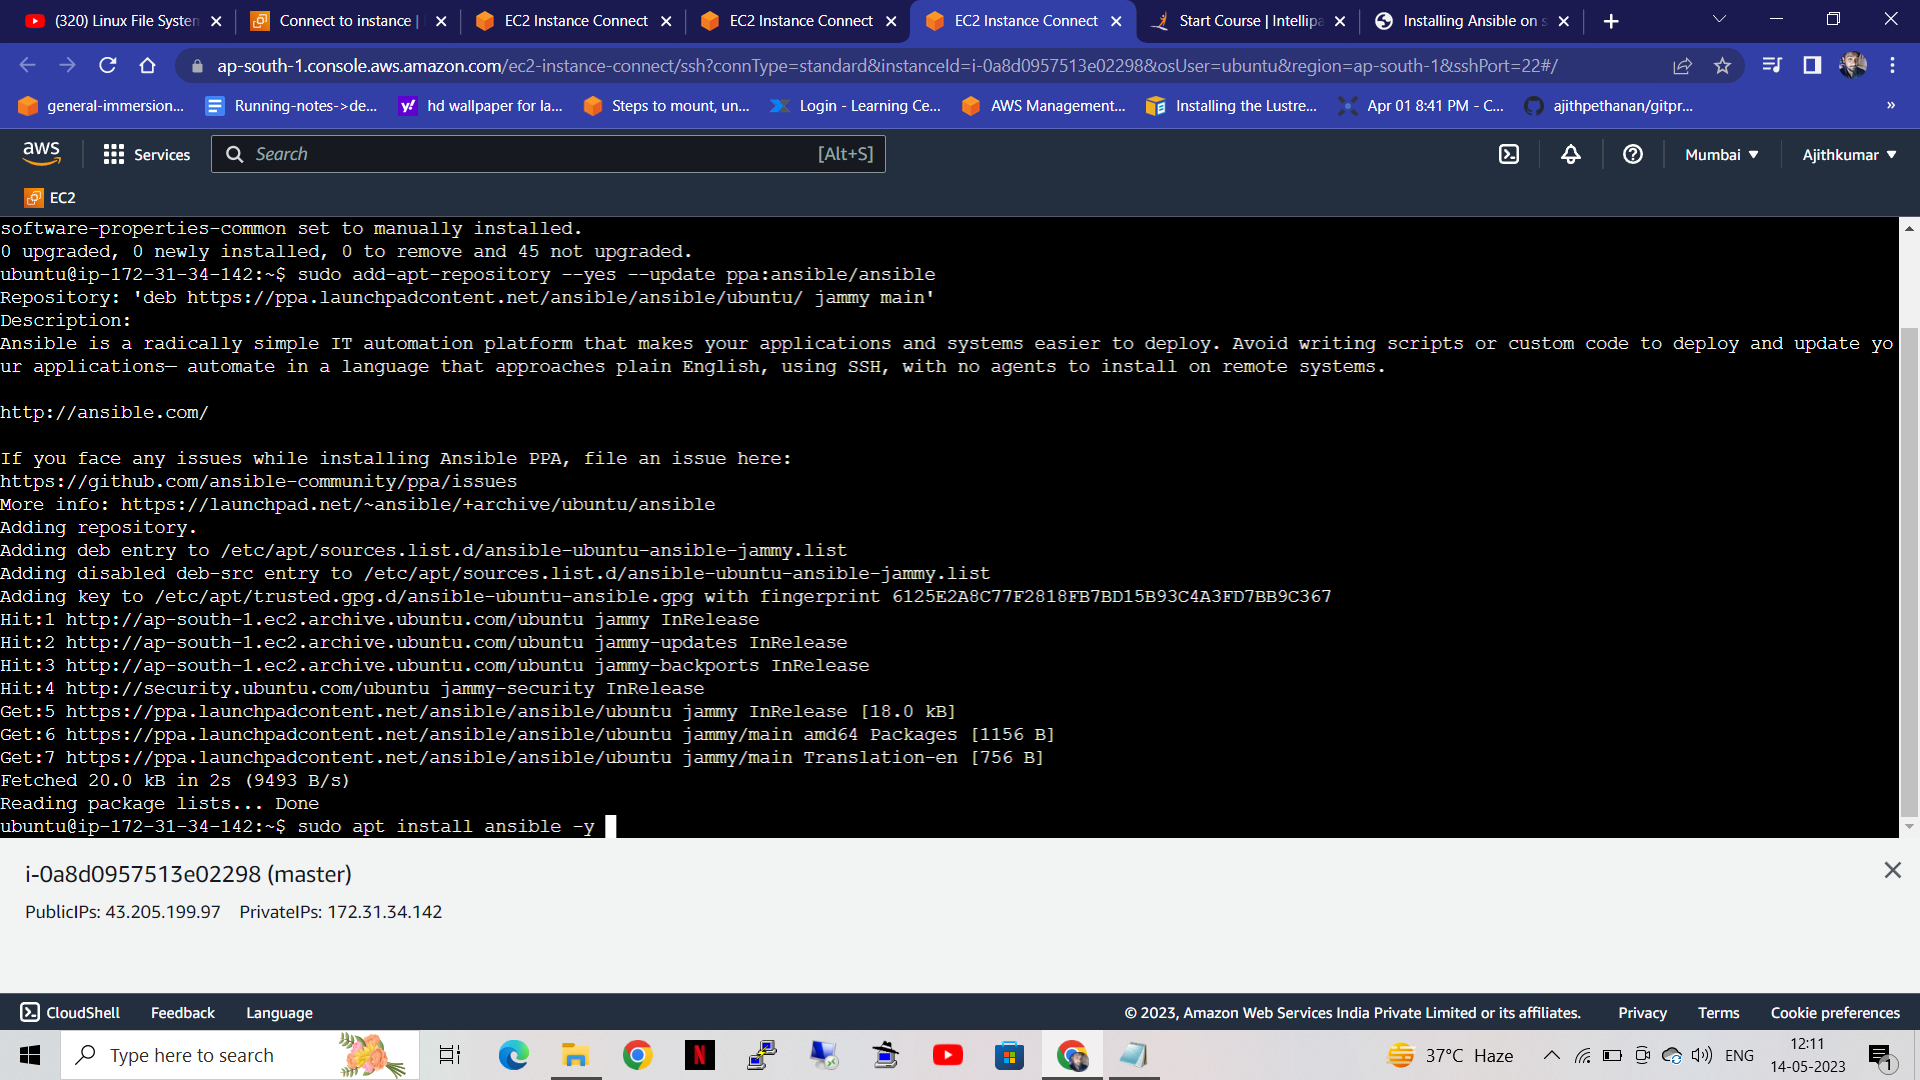 (320) Linux File System
Connect to instance |
EC2 Instance Connect
EC2 Instance Connect
EC2 Instance Connect
Start Course | Intellipa
Installing Ansible on s
ap-south-1.console.aws.amazon.com/ec2-instance-connect/ssh?connType=standard&instanceId=i-0a8d0957513e02298&osUser=ubuntu&region=ap-south-1&sshPort=22#/
general-immersion...
Running-notes->de...
hd wallpaper for la...
Steps to mount, un...
Login - Learning Ce...
AWS Management...
Installing the Lustre...
Apr 01 8:41 PM - C...
ajithpethanan/gitpr...
»
aws
Services
Search
[Alt+S]
Mumbai
Ajithkumar
EC2
software-properties-common set to manually installed.
0 upgraded, 0 newly installed, 0 to remove and 45 not upgraded.
ubuntu@ip-172-31-34-142:~$ sudo add-apt-repository --yes --update ppa:ansible/ansible
Repository: 'deb https://ppa.launchpadcontent.net/ansible/ansible/ubuntu/ jammy main'
Description:
Ansible is a radically simple IT automation platform that makes your applications and systems easier to deploy. Avoid writing scripts or custom code to deploy and update yo
ur applications— automate in a language that approaches plain English, using SSH, with no agents to install on remote systems.
http://ansible.com/
If you face any issues while installing Ansible PPA, file an issue here:
https://github.com/ansible-community/ppa/issues
More info: https://launchpad.net/~ansible/+archive/ubuntu/ansible
Adding repository.
Adding deb entry to /etc/apt/sources.list.d/ansible-ubuntu-ansible-jammy.list
Adding disabled deb-src entry to /etc/apt/sources.list.d/ansible-ubuntu-ansible-jammy.list
Adding key to /etc/apt/trusted.gpg.d/ansible-ubuntu-ansible.gpg with fingerprint 6125E2A8C77F2818FB7BD15B93C4A3FD7BB9C367
Hit:1 http://ap-south-1.ec2.archive.ubuntu.com/ubuntu jammy InRelease
Hit:2 http://ap-south-1.ec2.archive.ubuntu.com/ubuntu jammy-updates InRelease
Hit:3 http://ap-south-1.ec2.archive.ubuntu.com/ubuntu jammy-backports InRelease
Hit:4 http://security.ubuntu.com/ubuntu jammy-security InRelease
Get:5 https://ppa.launchpadcontent.net/ansible/ansible/ubuntu jammy InRelease [18.0 kB]
Get:6 https://ppa.launchpadcontent.net/ansible/ansible/ubuntu jammy/main amd64 Packages [1156 B]
Get:7 https://ppa.launchpadcontent.net/ansible/ansible/ubuntu jammy/main Translation-en [756 B]
Fetched 20.0 kB in 2s (9493 B/s)
Reading package lists... Done
ubuntu@ip-172-31-34-142:~$ sudo apt install ansible -y
i-0a8d0957513e02298 (master)
PublicIPs: 43.205.199.97 PrivateIPs: 172.31.34.142
CloudShell
Feedback
Language
© 2023, Amazon Web Services India Private Limited or its affiliates.
Privacy
Terms
Cookie preferences
Type here to search
N
37°C Haze
ENG
12:11
14-05-2023
1